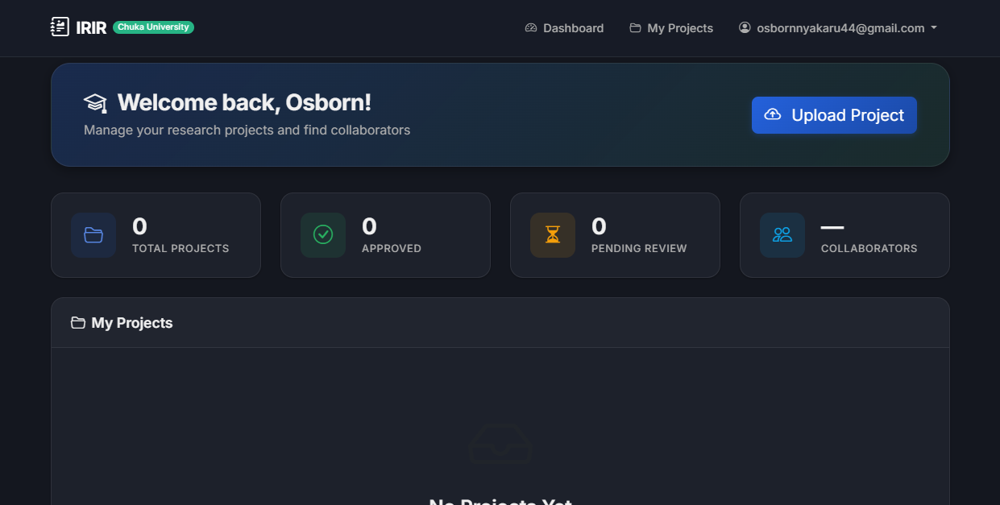 IRIR Chuka University
Dashboard
My Projects
osbornnyakaru44@gmail.com
Welcome back, Osborn!
Manage your research projects and find collaborators
Upload Project
0
TOTAL PROJECTS
0
APPROVED
0
PENDING REVIEW
—
COLLABORATORS
My Projects
No Projects Yet